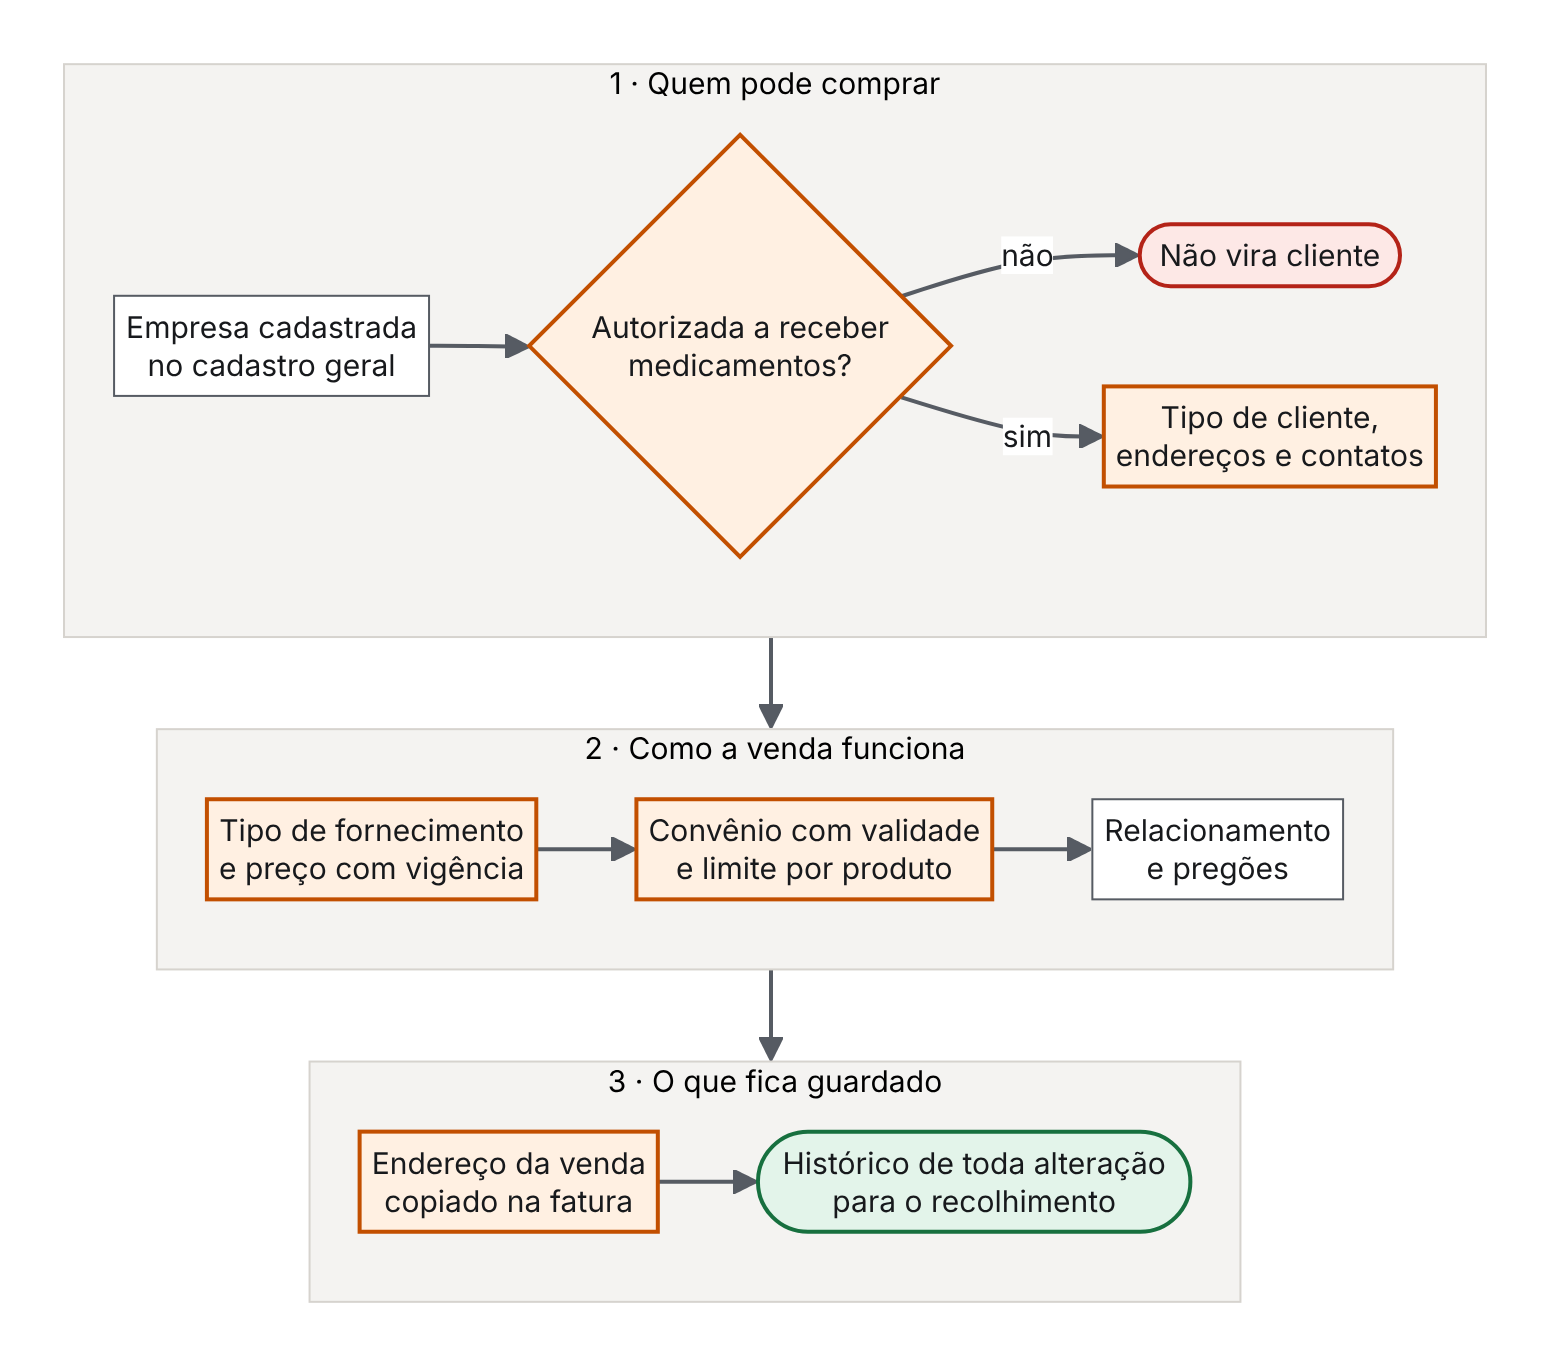 1 · Quem pode comprar
Empresa cadastrada
no cadastro geral
Autorizada a receber
medicamentos?
não
Não vira cliente
sim
Tipo de cliente,
endereços e contatos
2 · Como a venda funciona
Tipo de fornecimento
e preço com vigência
Convênio com validade
e limite por produto
Relacionamento
e pregões
3 · O que fica guardado
Endereço da venda
copiado na fatura
Histórico de toda alteração
para o recolhimento